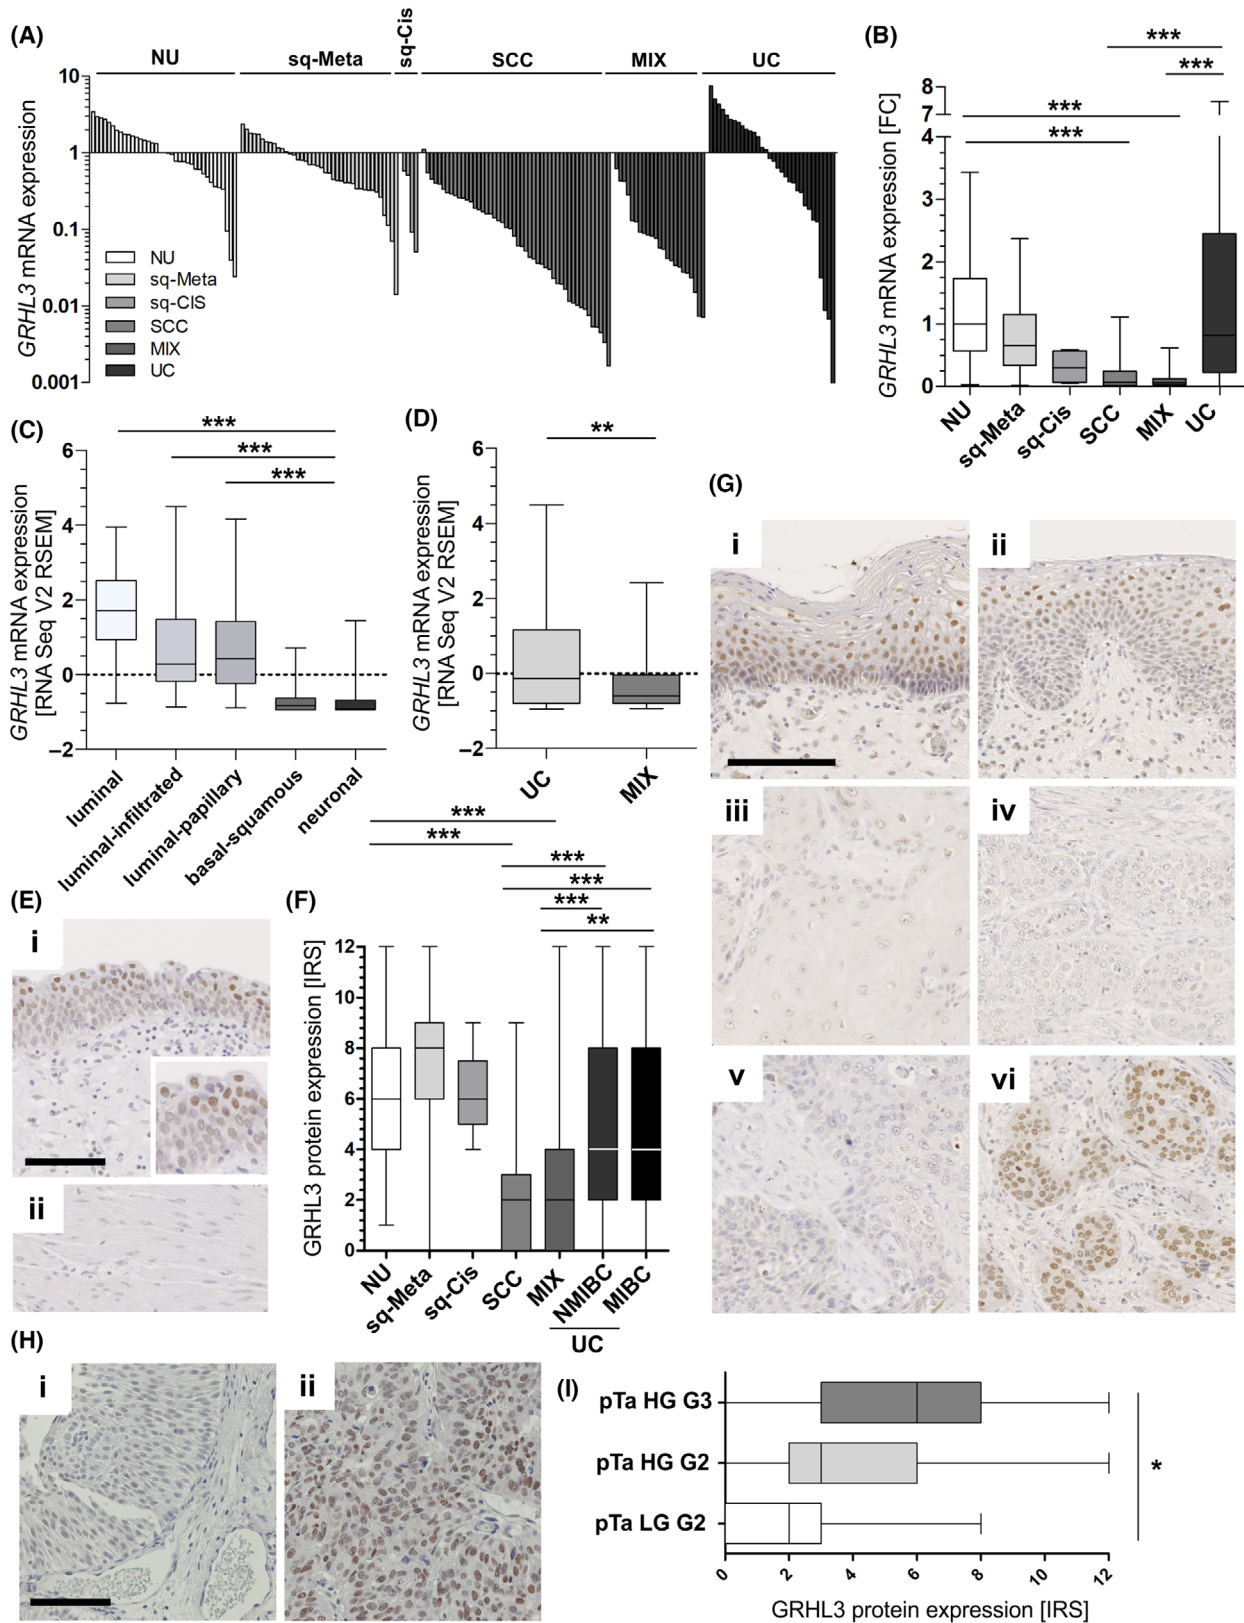 (A)
NU
sq-Meta
sq-Cis
SCC
MIX
UC
GRHL3 mRNA expression
10
1
0.1
0.01
0.001
NU
sq-Meta
sq-CIS
SCC
MIX
UC
(B)
***
***
***
***
GRHL3 mRNA expression [FC]
8
7
4
3
2
1
0
NU
sq-Meta
sq-Cis
SCC
MIX
UC
(C)
***
***
***
GRHL3 mRNA expression
[RNA Seq V2 RSEM]
6
4
2
0
−2
luminal
luminal-infiltrated
luminal-papillary
basal-squamous
neuronal
(D)
**
GRHL3 mRNA expression
[RNA Seq V2 RSEM]
6
4
2
0
−2
UC
MIX
(E)
i
ii
(F)
***
***
***
***
***
**
GRHL3 protein expression [IRS]
12
10
8
6
4
2
0
NU
sq-Meta
sq-Cis
SCC
MIX
NMIBC
MIBC
UC
(G)
i
ii
iii
iv
v
vi
(H)
i
ii
(I)
pTa HG G3
pTa HG G2
pTa LG G2
*
0
2
4
6
8
10
12
GRHL3 protein expression [IRS]